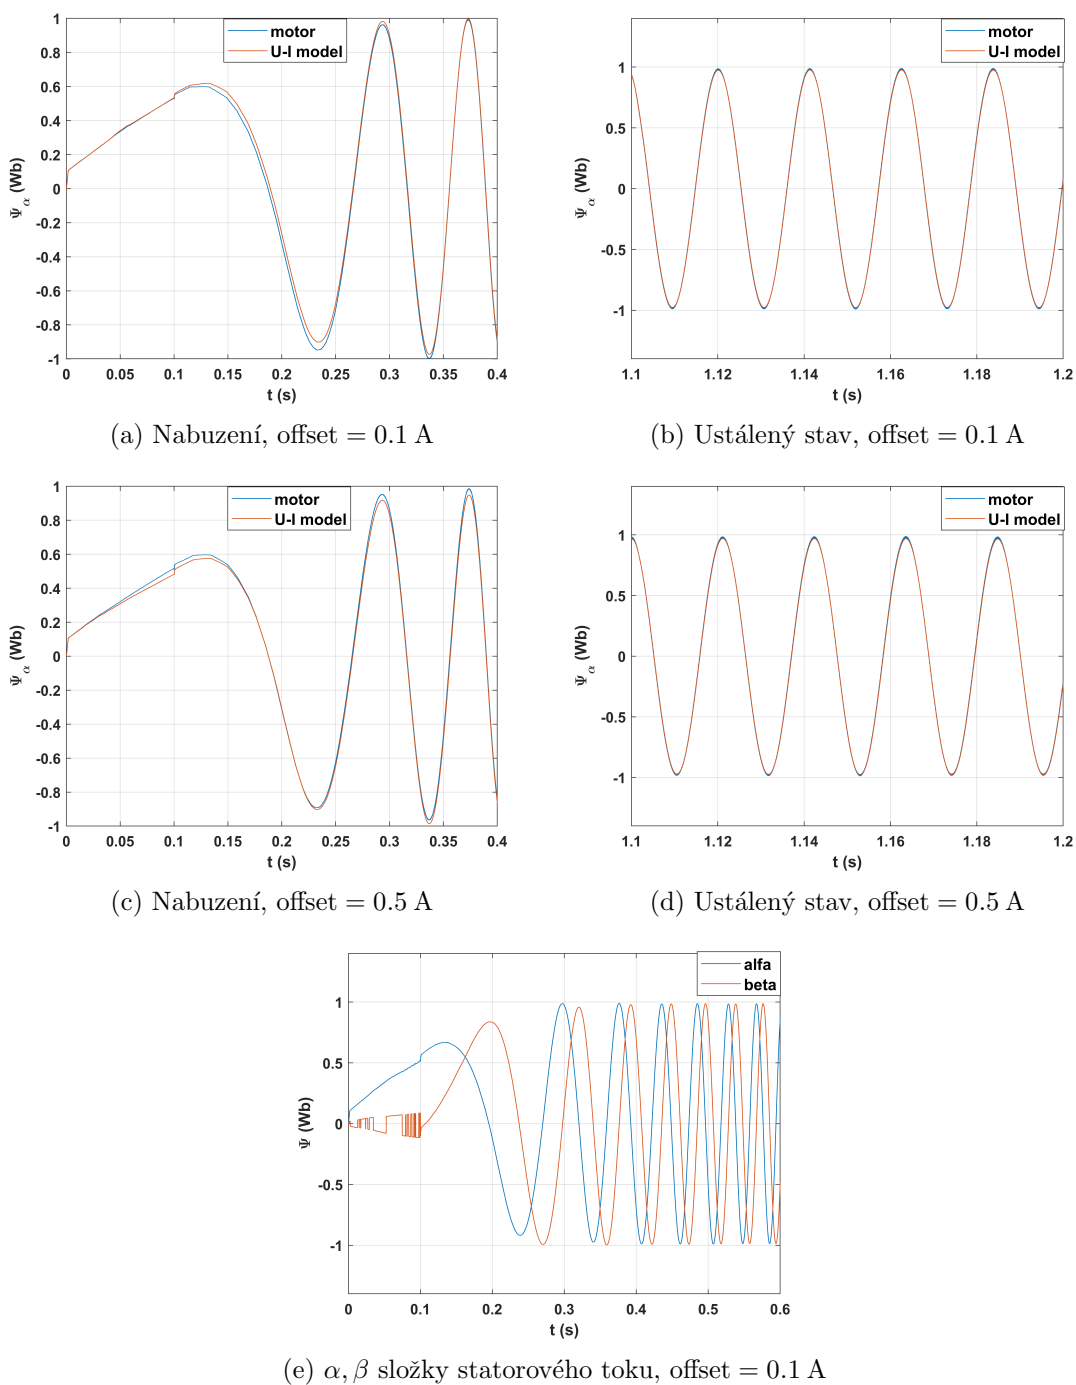 motor
U-I model
1
0.8
0.6
0.4
0.2
0
-0.2
-0.4
-0.6
-0.8
-1
Ψ α (Wb)
0 0.05 0.1 0.15 0.2 0.25 0.3 0.35 0.4
t (s)
(a) Nabuzení, offset = 0.1 A
motor
U-I model
1
0.5
0
-0.5
-1
Ψ α (Wb)
1.1 1.12 1.14 1.16 1.18 1.2
t (s)
(b) Ustálený stav, offset = 0.1 A
motor
U-I model
1
0.8
0.6
0.4
0.2
0
-0.2
-0.4
-0.6
-0.8
-1
Ψ α (Wb)
0 0.05 0.1 0.15 0.2 0.25 0.3 0.35 0.4
t (s)
(c) Nabuzení, offset = 0.5 A
motor
U-I model
1
0.5
0
-0.5
-1
Ψ α (Wb)
1.1 1.12 1.14 1.16 1.18 1.2
t (s)
(d) Ustálený stav, offset = 0.5 A
alfa
beta
1
0.5
0
-0.5
-1
Ψ (Wb)
0 0.1 0.2 0.3 0.4 0.5 0.6
t (s)
(e) α, β složky statorového toku, offset = 0.1 A